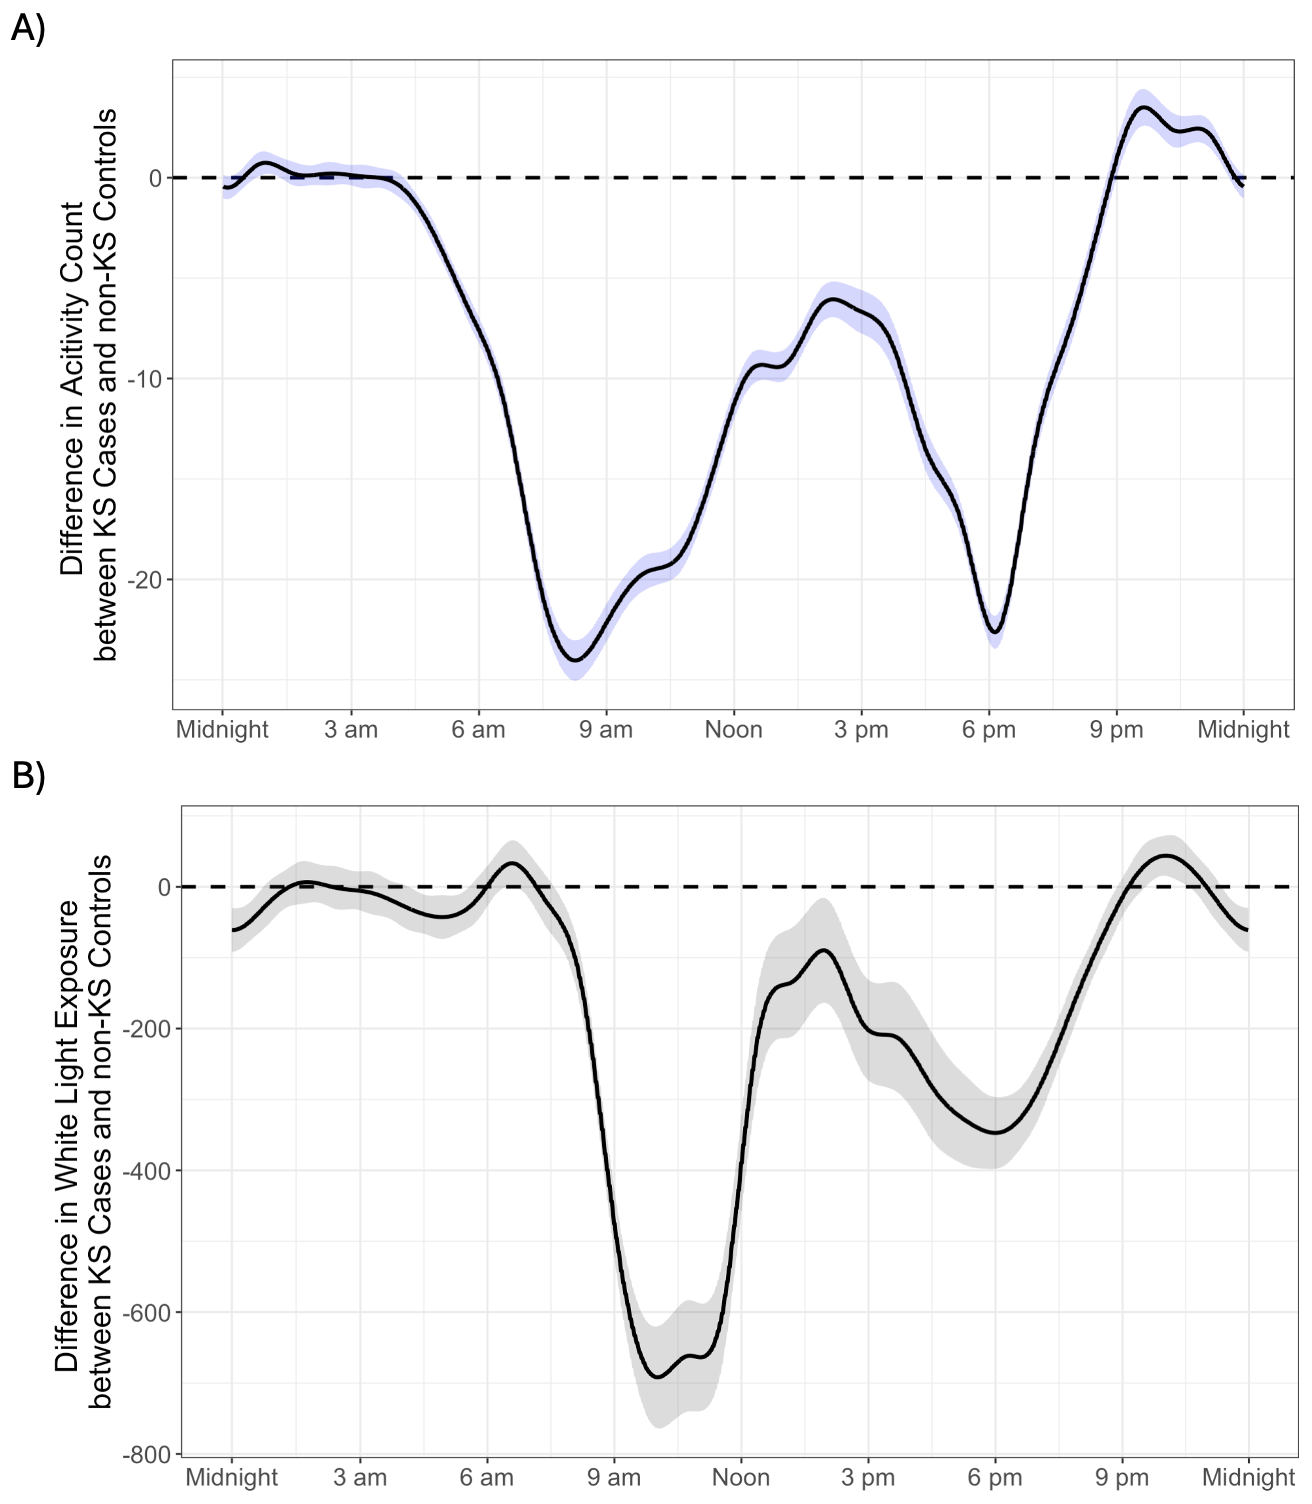 A)
Difference in Acitivity Count
between KS Cases and non-KS Controls
0
-10
-20
Midnight 3 am 6 am 9 am Noon 3 pm 6 pm 9 pm Midnight
B)
Difference in White Light Exposure
between KS Cases and non-KS Controls
0
-200
-400
-600
-800
Midnight 3 am 6 am 9 am Noon 3 pm 6 pm 9 pm Midnight